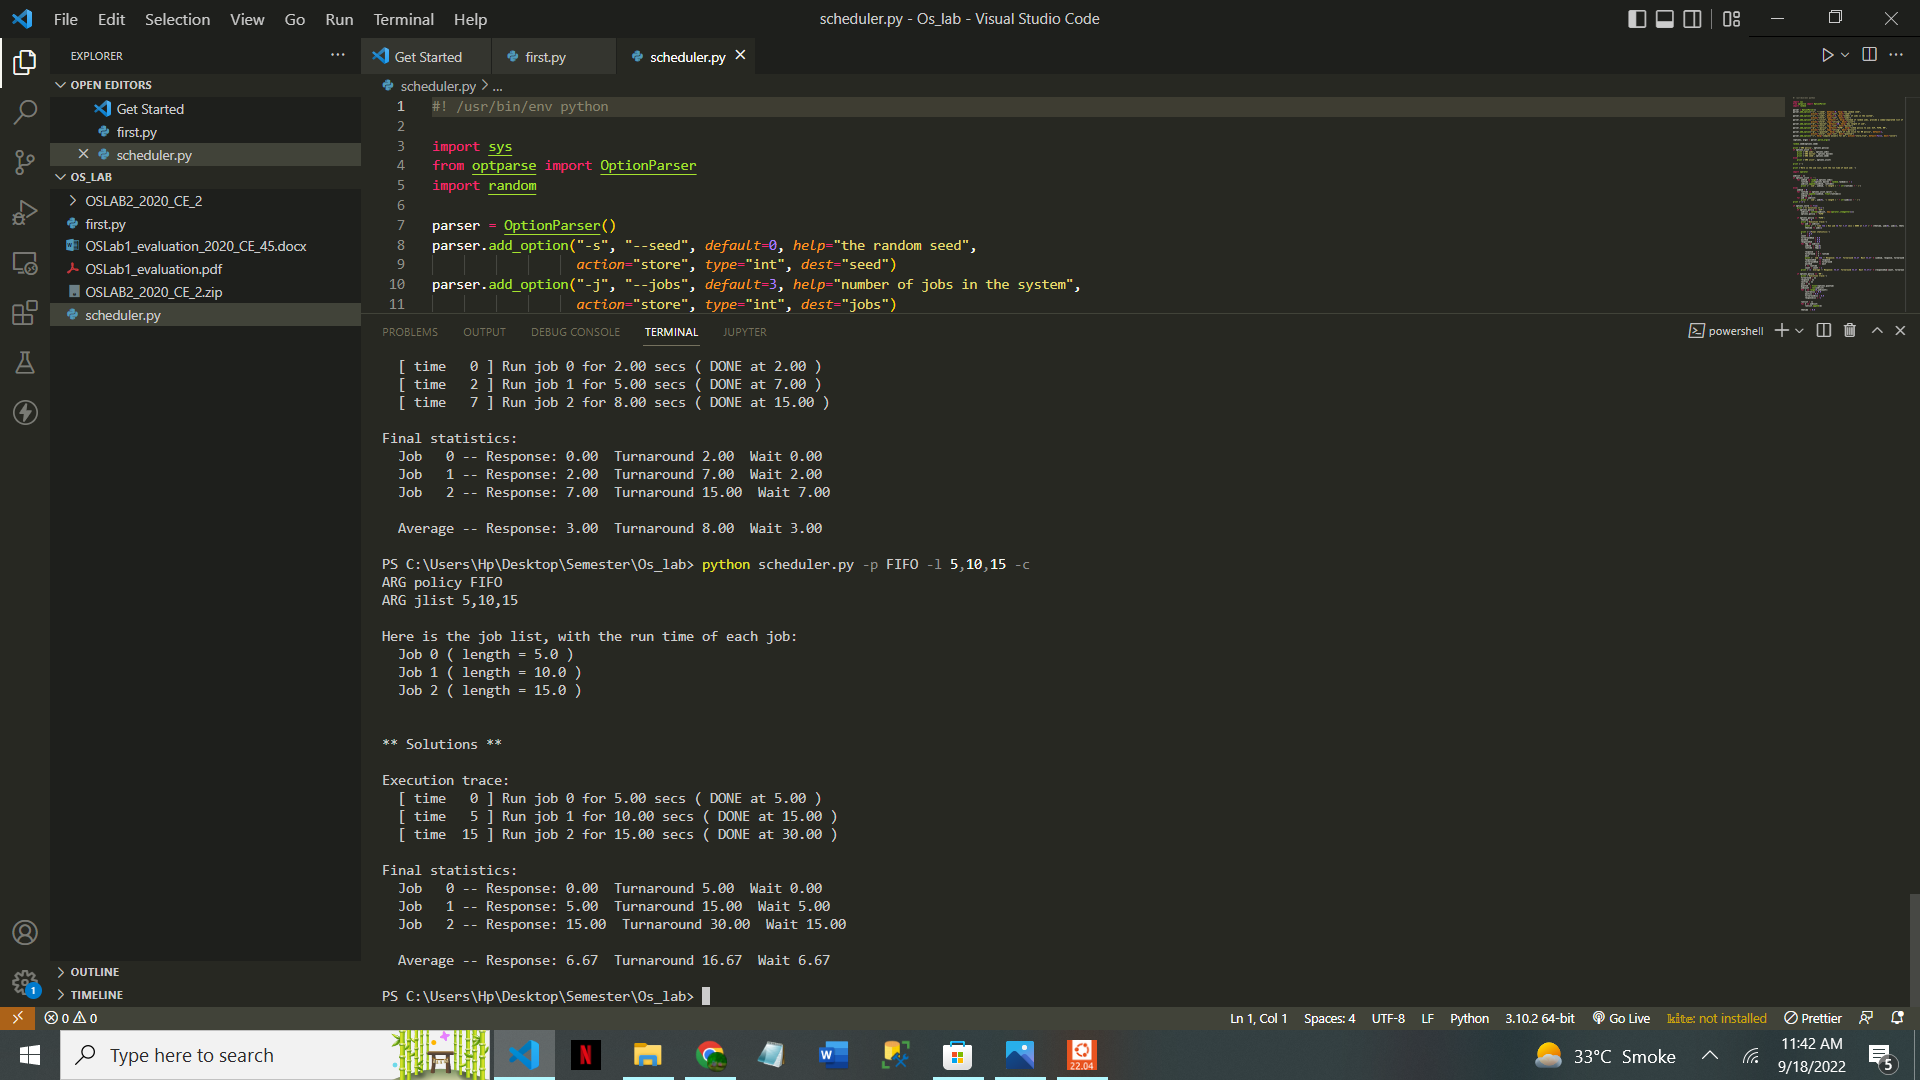 File Edit Selection View Go Run Terminal Help
scheduler.py - Os_lab - Visual Studio Code
EXPLORER
OPEN EDITORS
Get Started
first.py
scheduler.py
OS_LAB
OSLAB2_2020_CE_2
first.py
OSLab1_evaluation_2020_CE_45.docx
OSLab1_evaluation.pdf
OSLAB2_2020_CE_2.zip
scheduler.py
OUTLINE
TIMELINE
Get Started first.py scheduler.py
scheduler.py > ...
1 #! /usr/bin/env python
2
3 import sys
4 from optparse import OptionParser
5 import random
6
7 parser = OptionParser()
8 parser.add_option("-s", "--seed", default=0, help="the random seed",
9 action="store", type="int", dest="seed")
10 parser.add_option("-j", "--jobs", default=3, help="number of jobs in the system",
11 action="store", type="int", dest="jobs")
PROBLEMS OUTPUT DEBUG CONSOLE TERMINAL JUPYTER
powershell
[ time 0 ] Run job 0 for 2.00 secs ( DONE at 2.00 )
[ time 2 ] Run job 1 for 5.00 secs ( DONE at 7.00 )
[ time 7 ] Run job 2 for 8.00 secs ( DONE at 15.00 )
Final statistics:
Job 0 -- Response: 0.00 Turnaround 2.00 Wait 0.00
Job 1 -- Response: 2.00 Turnaround 7.00 Wait 2.00
Job 2 -- Response: 7.00 Turnaround 15.00 Wait 7.00
Average -- Response: 3.00 Turnaround 8.00 Wait 3.00
PS C:\Users\Hp\Desktop\Semester\Os_lab> python scheduler.py -p FIFO -l 5,10,15 -c
ARG policy FIFO
ARG jlist 5,10,15
Here is the job list, with the run time of each job:
Job 0 ( length = 5.0 )
Job 1 ( length = 10.0 )
Job 2 ( length = 15.0 )
** Solutions **
Execution trace:
[ time 0 ] Run job 0 for 5.00 secs ( DONE at 5.00 )
[ time 5 ] Run job 1 for 10.00 secs ( DONE at 15.00 )
[ time 15 ] Run job 2 for 15.00 secs ( DONE at 30.00 )
Final statistics:
Job 0 -- Response: 0.00 Turnaround 5.00 Wait 0.00
Job 1 -- Response: 5.00 Turnaround 15.00 Wait 5.00
Job 2 -- Response: 15.00 Turnaround 30.00 Wait 15.00
Average -- Response: 6.67 Turnaround 16.67 Wait 6.67
PS C:\Users\Hp\Desktop\Semester\Os_lab>
1
0 0
Ln 1, Col 1 Spaces: 4 UTF-8 LF Python 3.10.2 64-bit Go Live kite: not installed Prettier
Type here to search
N
W
22.04
33°C Smoke
11:42 AM
9/18/2022
5